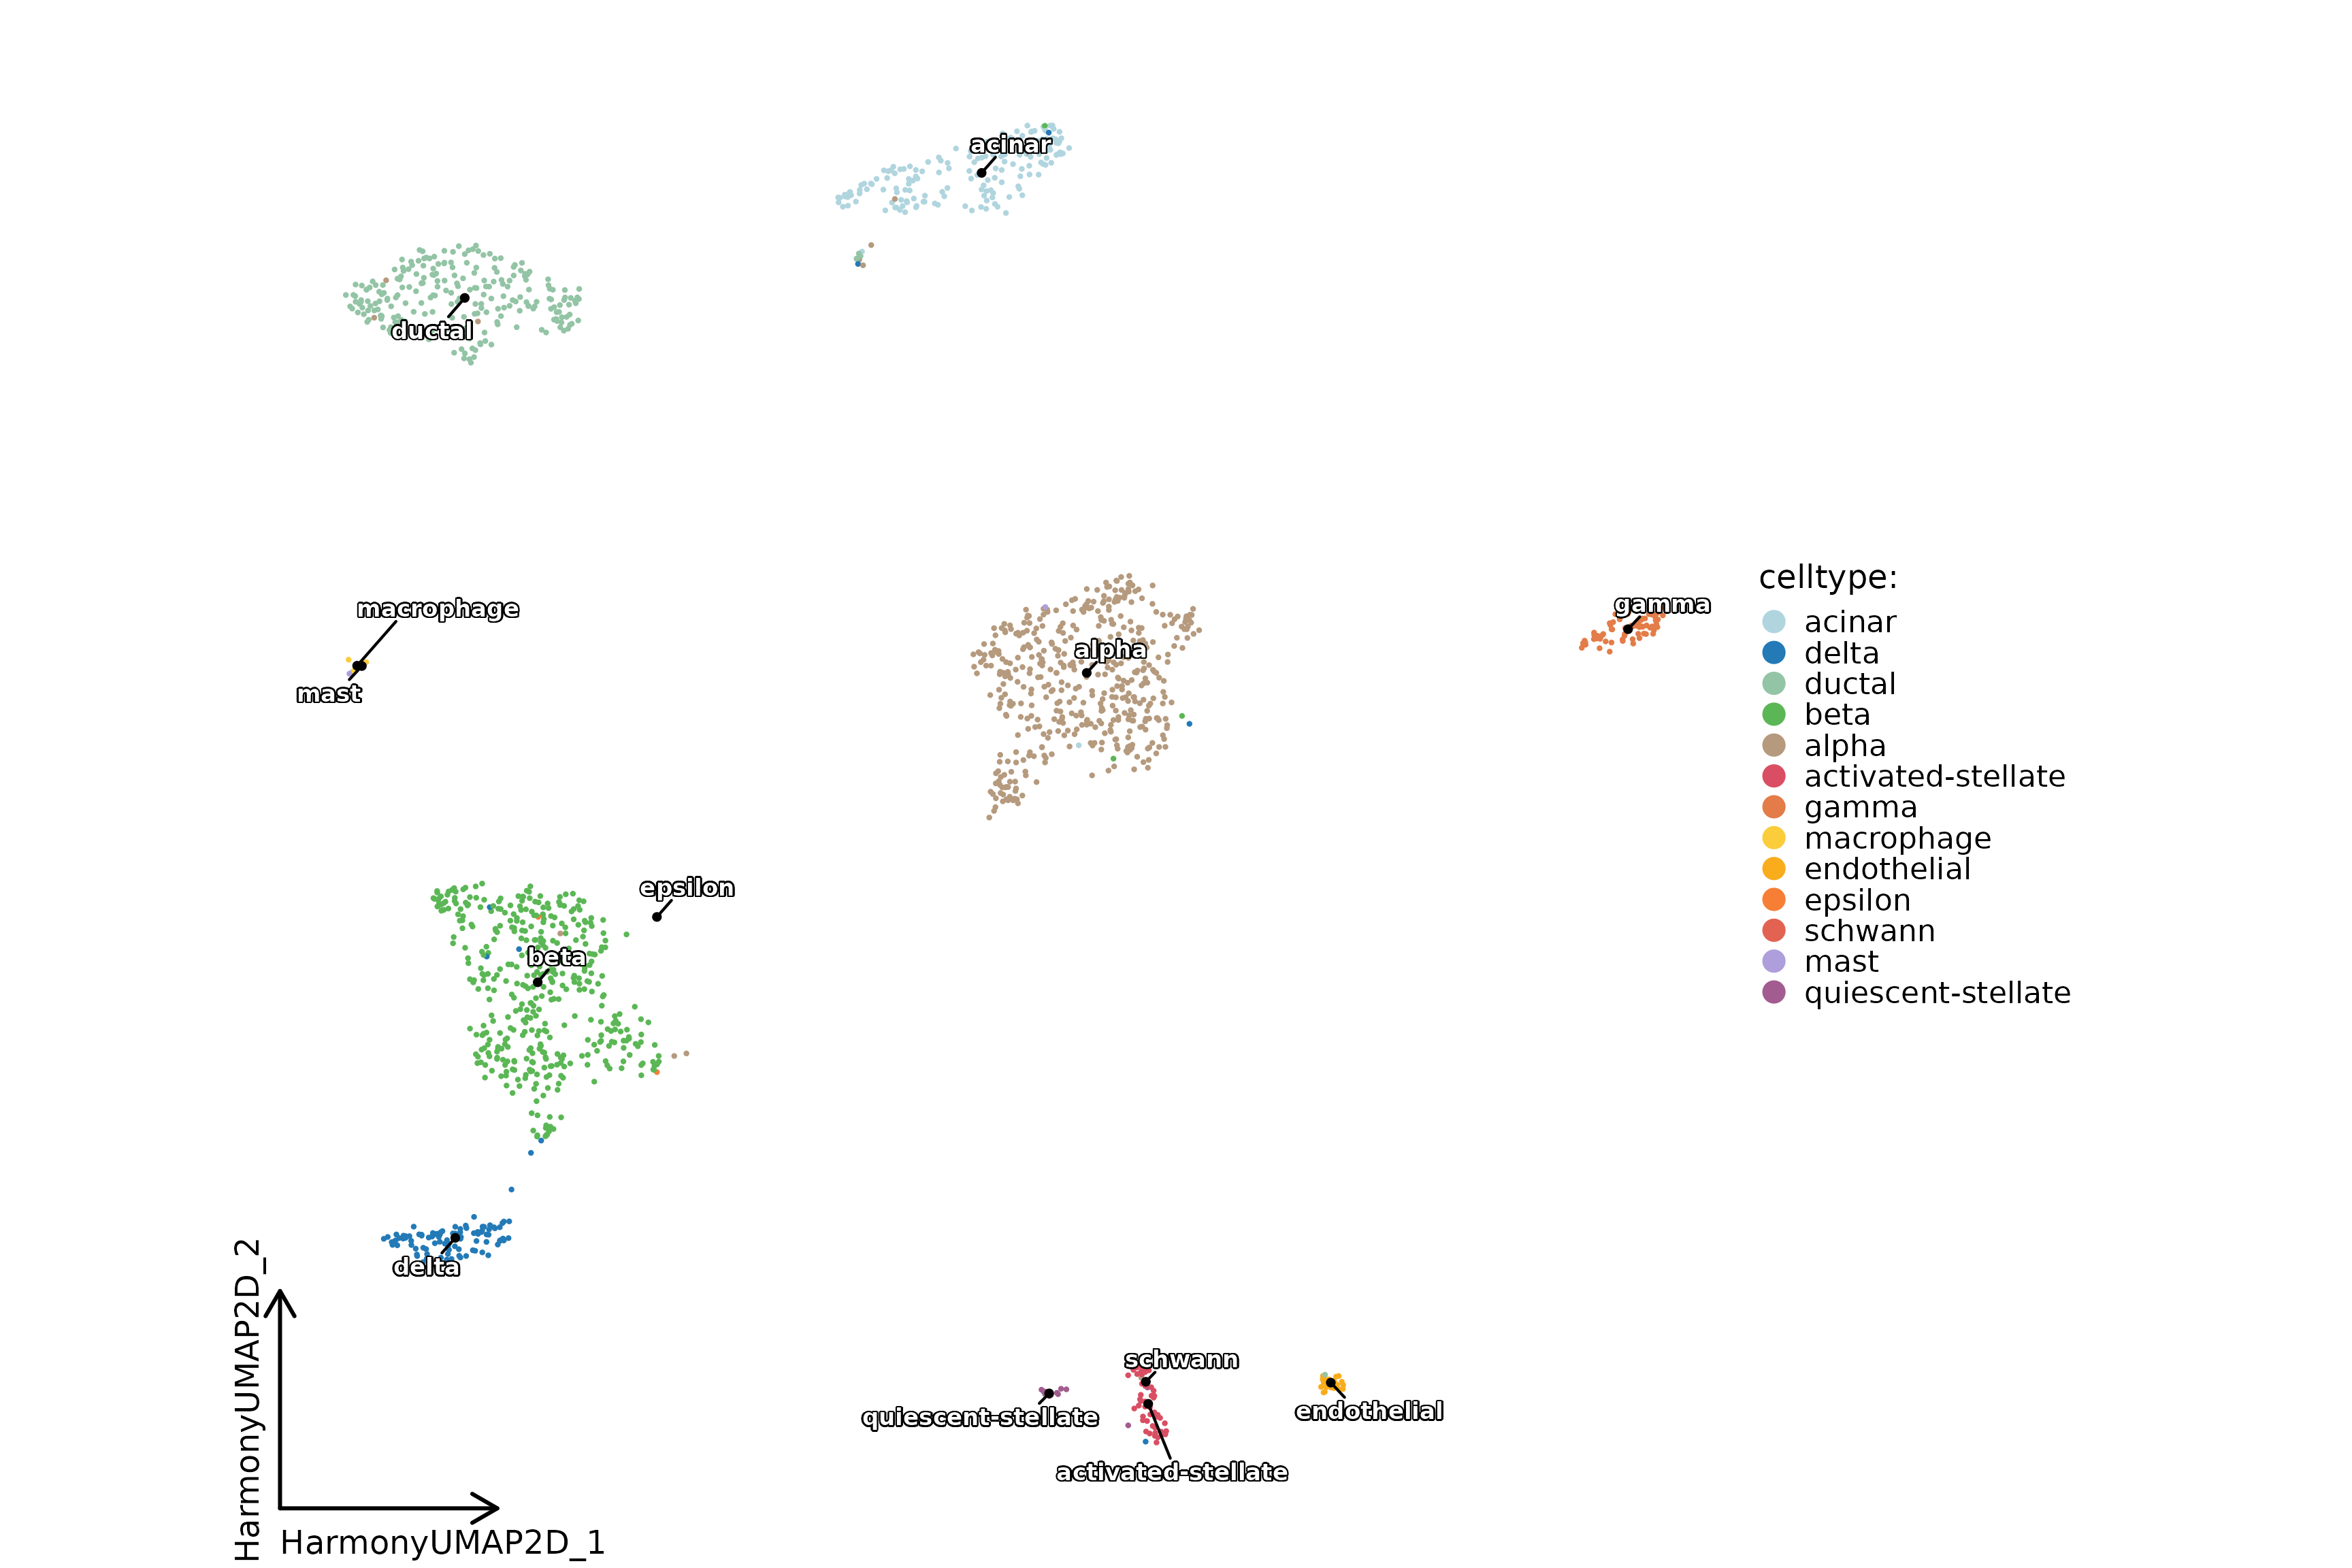 acinar
ductal
macrophage
mast
gamma
alpha
epsilon
beta
delta
schwann
quiescent-stellate
endothelial
activated-stellate
celltype:
acinar
delta
ductal
beta
alpha
activated-stellate
gamma
macrophage
endothelial
epsilon
schwann
mast
quiescent-stellate
HarmonyUMAP2D_2
HarmonyUMAP2D_1